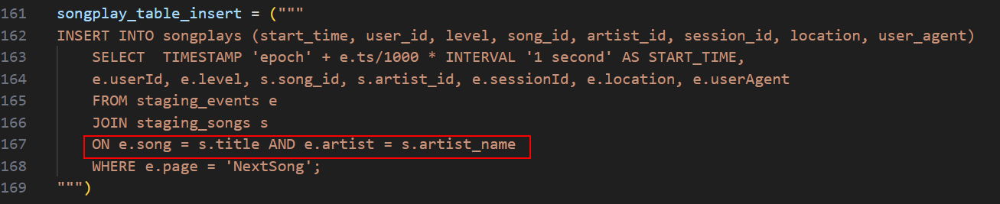 161 songplay_table_insert = ("""
162 INSERT INTO songplays (start_time, user_id, level, song_id, artist_id, session_id, location, user_agent)
163     SELECT  TIMESTAMP 'epoch' + e.ts/1000 * INTERVAL '1 second' AS START_TIME,
164     e.userId, e.level, s.song_id, s.artist_id, e.sessionId, e.location, e.userAgent
165     FROM staging_events e
166     JOIN staging_songs s
167     ON e.song = s.title AND e.artist = s.artist_name
168     WHERE e.page = 'NextSong';
169 """)